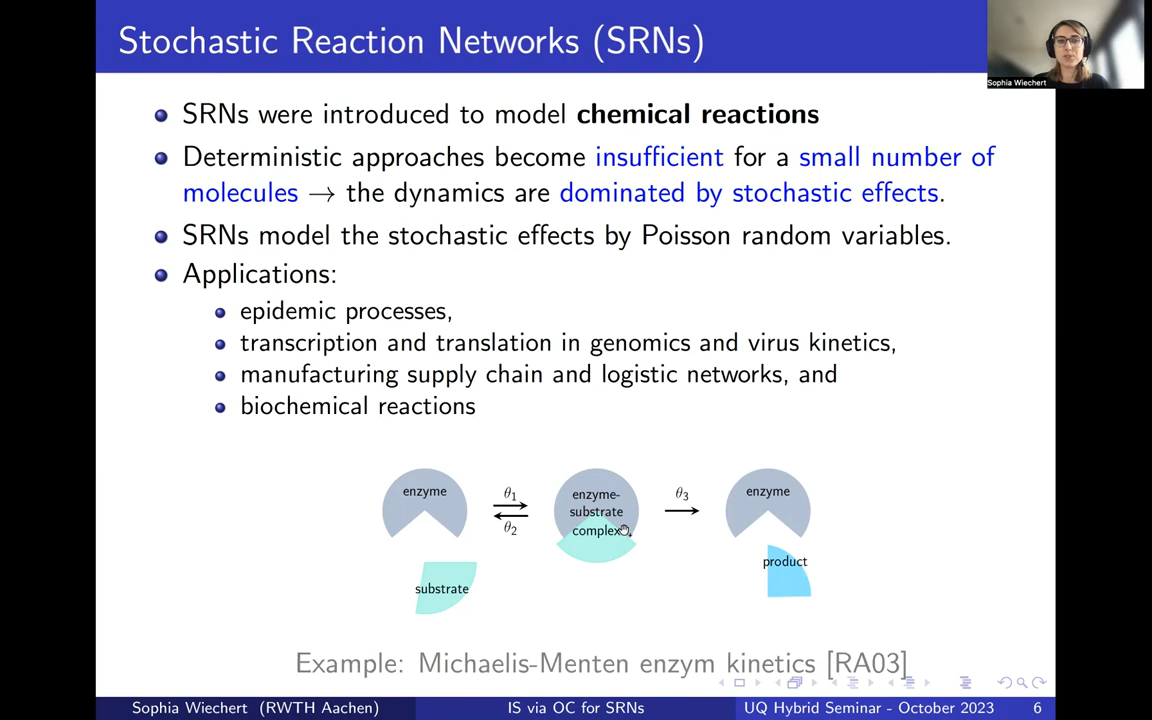 Stochastic Reaction Networks (SRNs)
Sophia Wiechert
SRNs were introduced to model chemical reactions
Deterministic approaches become insufficient for a small number of
molecules → the dynamics are dominated by stochastic effects.
SRNs model the stochastic effects by Poisson random variables.
Applications:
epidemic processes,
transcription and translation in genomics and virus kinetics,
manufacturing supply chain and logistic networks, and
biochemical reactions
enzyme
substrate
θ1
θ2
enzyme-
substrate
complex
θ3
enzyme
product
Example: Michaelis-Menten enzym kinetics [RA03]
Sophia Wiechert (RWTH Aachen) IS via OC for SRNs UQ Hybrid Seminar - October 2023 6